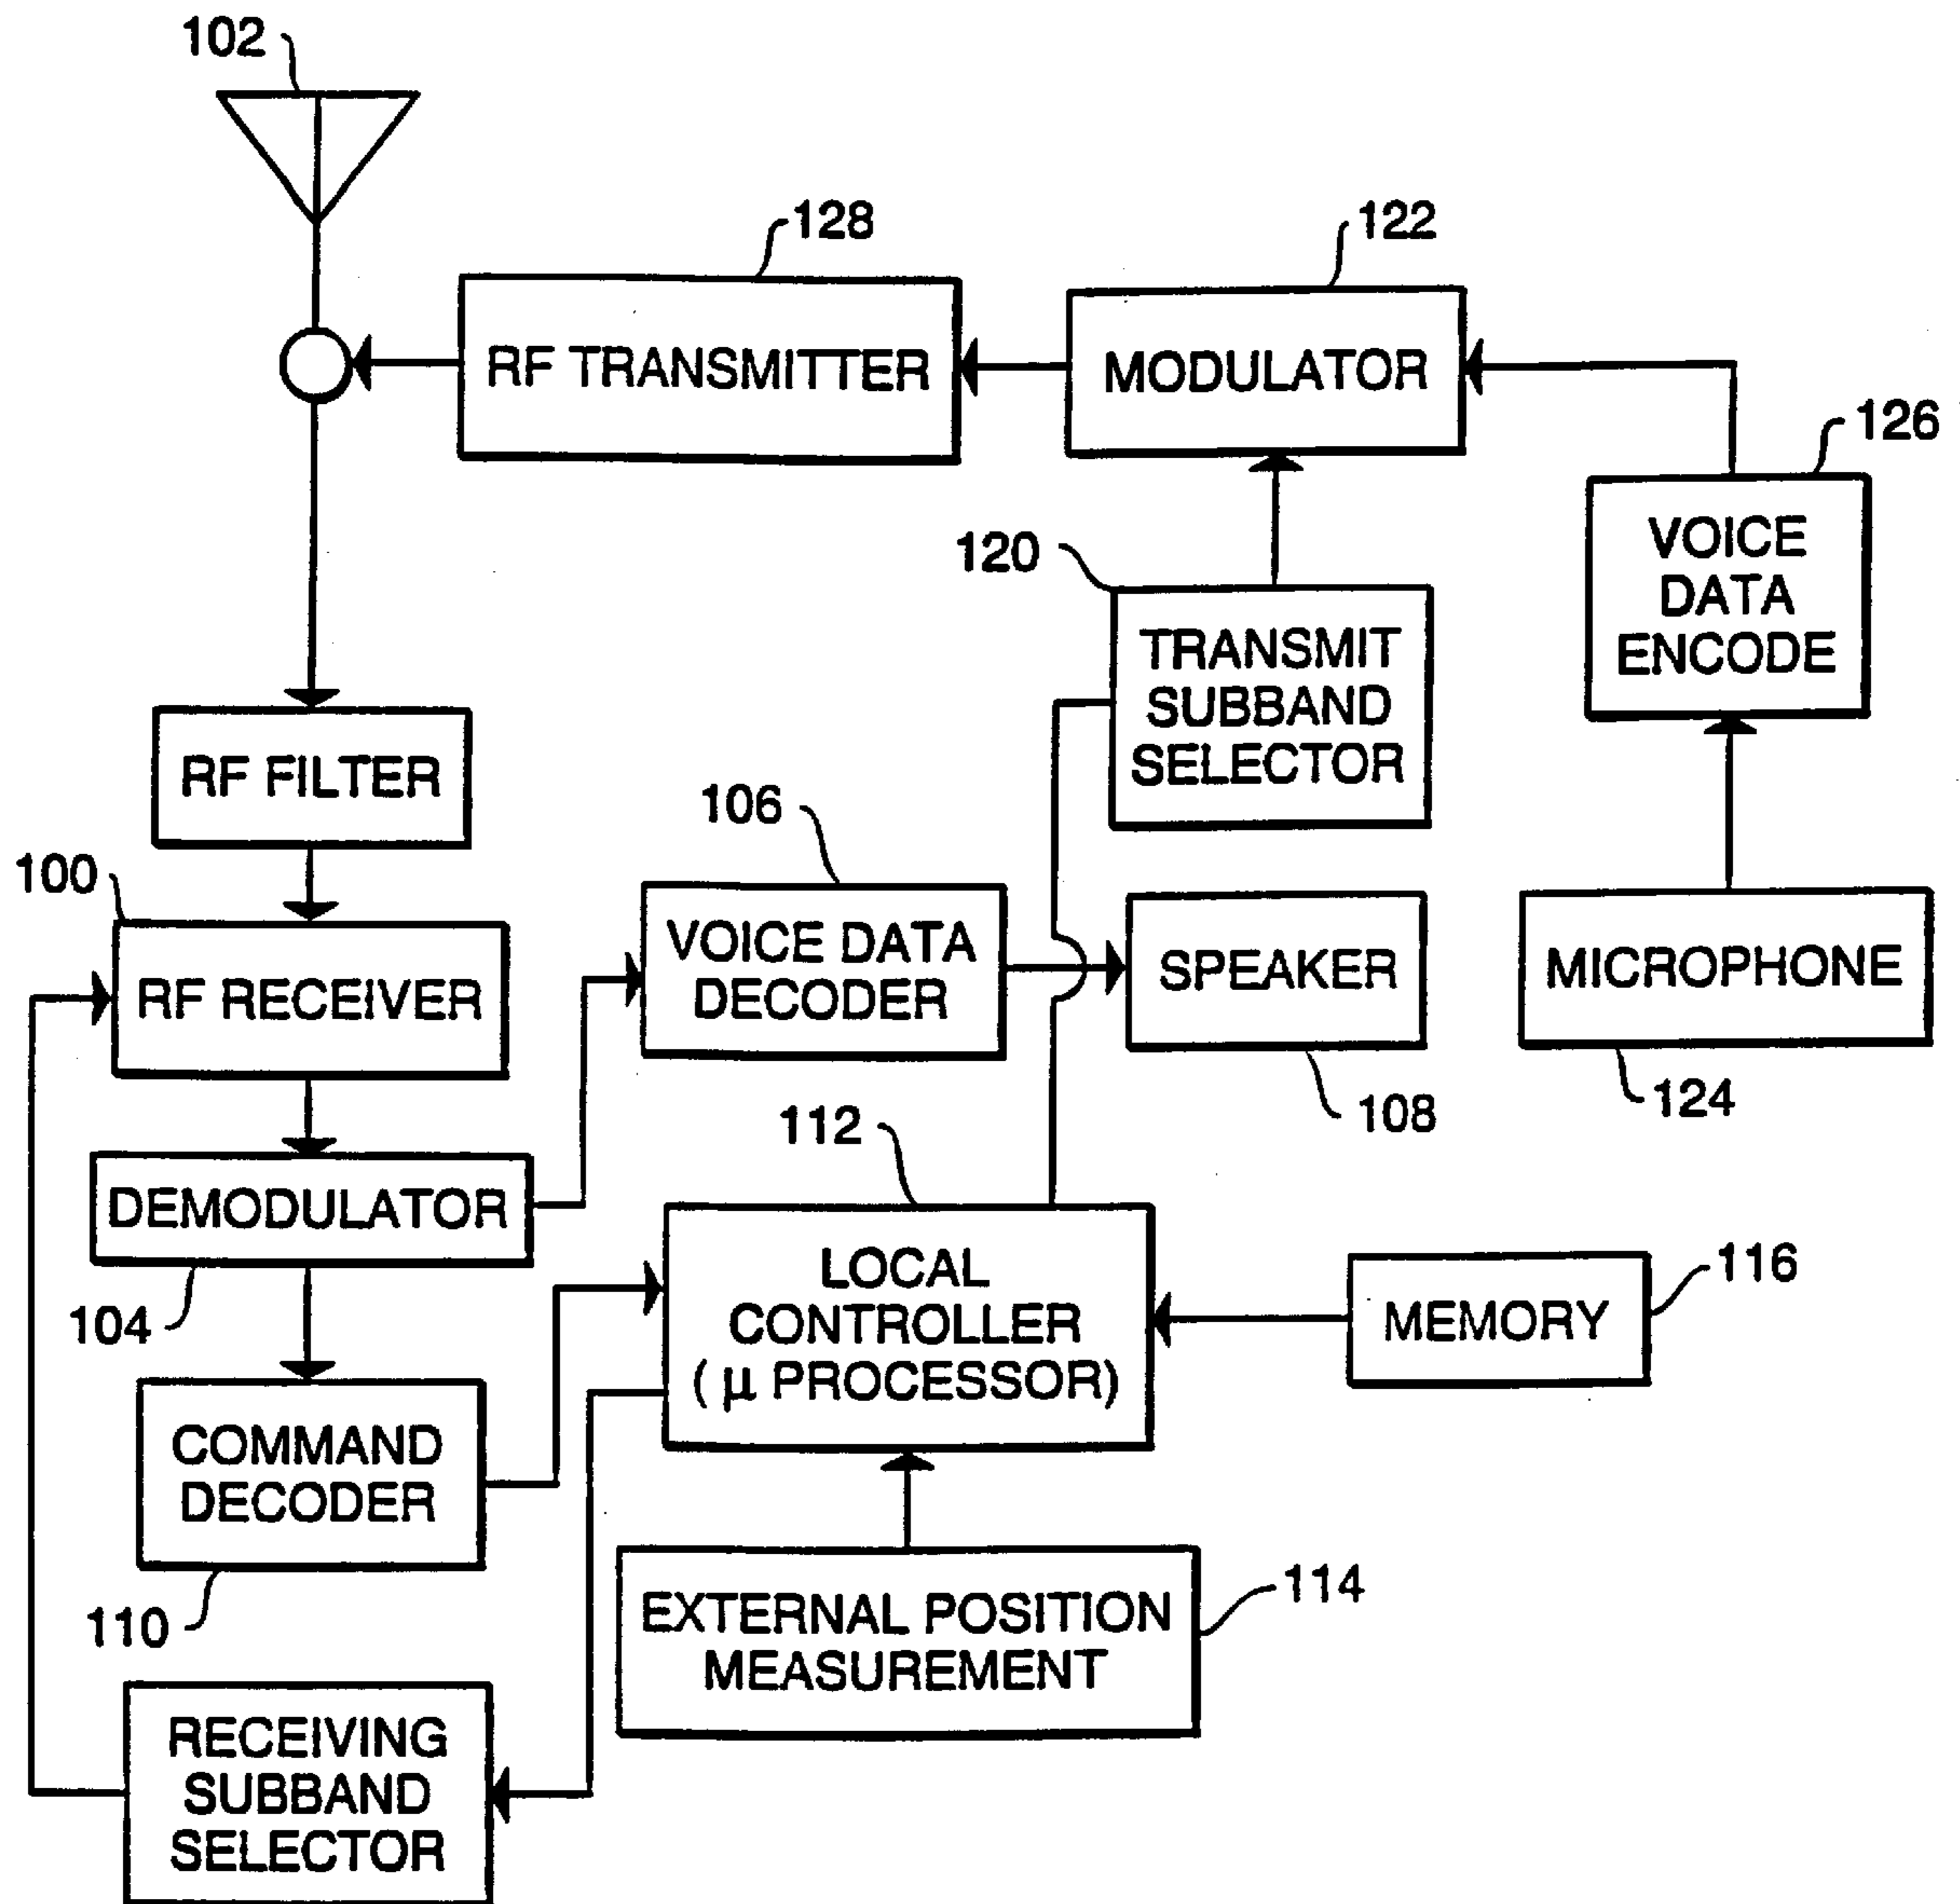 102
128
122
RF TRANSMITTER
MODULATOR
126
VOICE
DATA
ENCODE
120
TRANSMIT
SUBBAND
SELECTOR
RF FILTER
106
100
VOICE DATA
DECODER
SPEAKER
MICROPHONE
RF RECEIVER
108
124
112
DEMODULATOR
104
LOCAL
CONTROLLER
( µ PROCESSOR)
MEMORY
116
COMMAND
DECODER
110
EXTERNAL POSITION
MEASUREMENT
114
RECEIVING
SUBBAND
SELECTOR